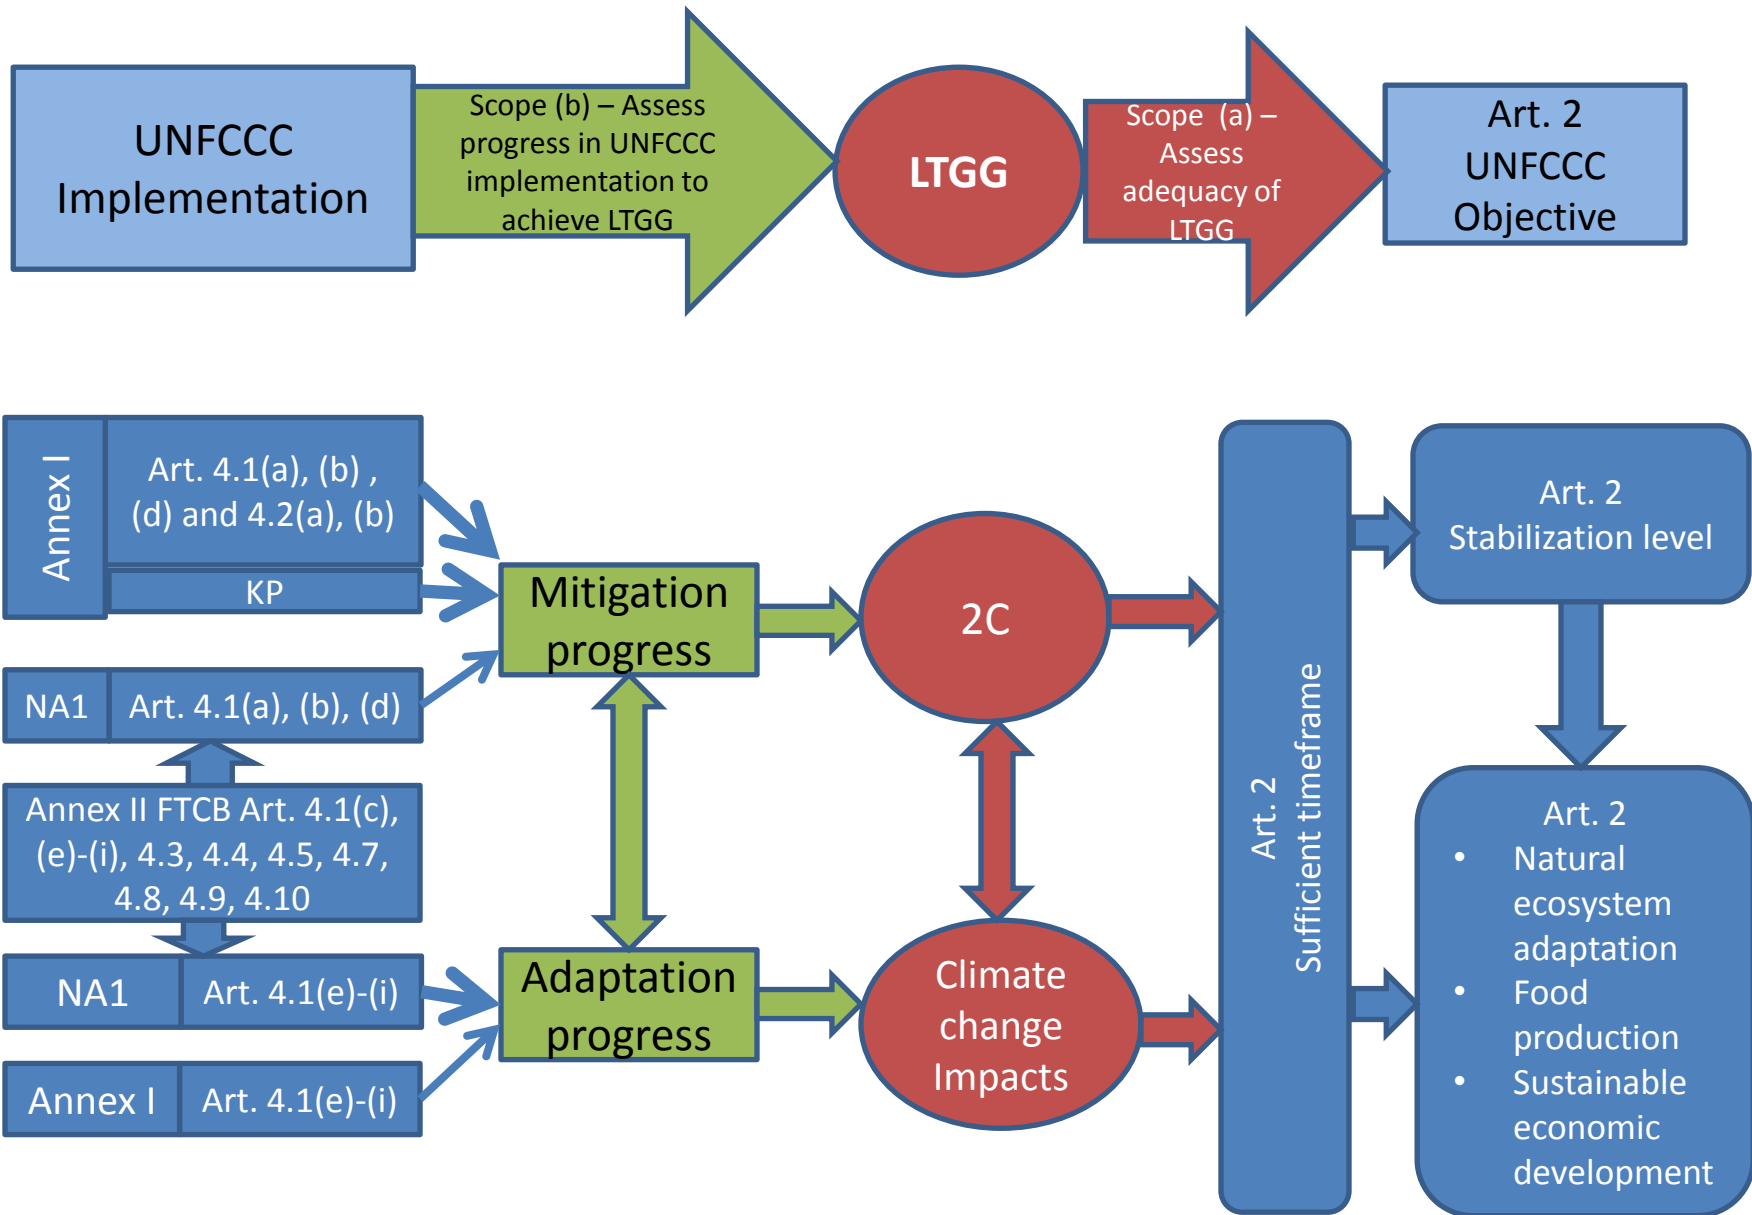 UNFCCC
Implementation
Scope (b) – Assess
progress in UNFCCC
implementation to
achieve LTGG
LTGG
Scope (a) –
Assess
adequacy of
LTGG
Art. 2
UNFCCC
Objective
Annex I
Art. 4.1(a), (b) ,
(d) and 4.2(a), (b)
KP
NA1
Art. 4.1(a), (b), (d)
Annex II FTCB Art. 4.1(c),
(e)-(i), 4.3, 4.4, 4.5, 4.7,
4.8, 4.9, 4.10
NA1
Art. 4.1(e)-(i)
Annex I
Art. 4.1(e)-(i)
Mitigation
progress
Adaptation
progress
2C
Climate
change
Impacts
Art. 2
Sufficient timeframe
Art. 2
Stabilization level
Art. 2
• Natural
ecosystem
adaptation
• Food
production
• Sustainable
economic
development